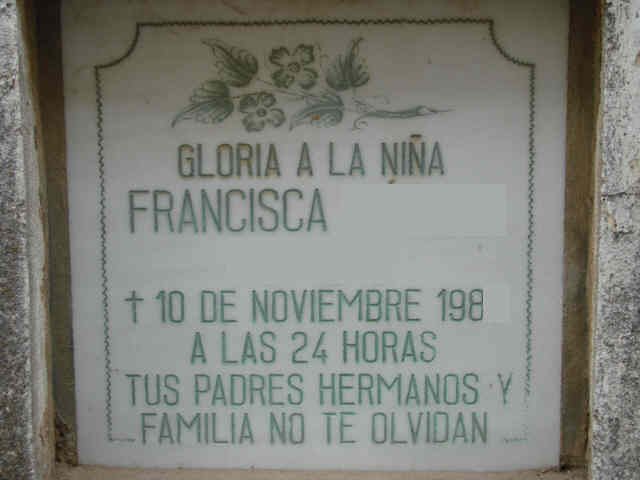 GLORIA A LA NIÑA
FRANCISCA
† 10 DE NOVIEMBRE 198
A LAS 24 HORAS
TUS PADRES HERMANOS Y
FAMILIA NO TE OLVIDAN